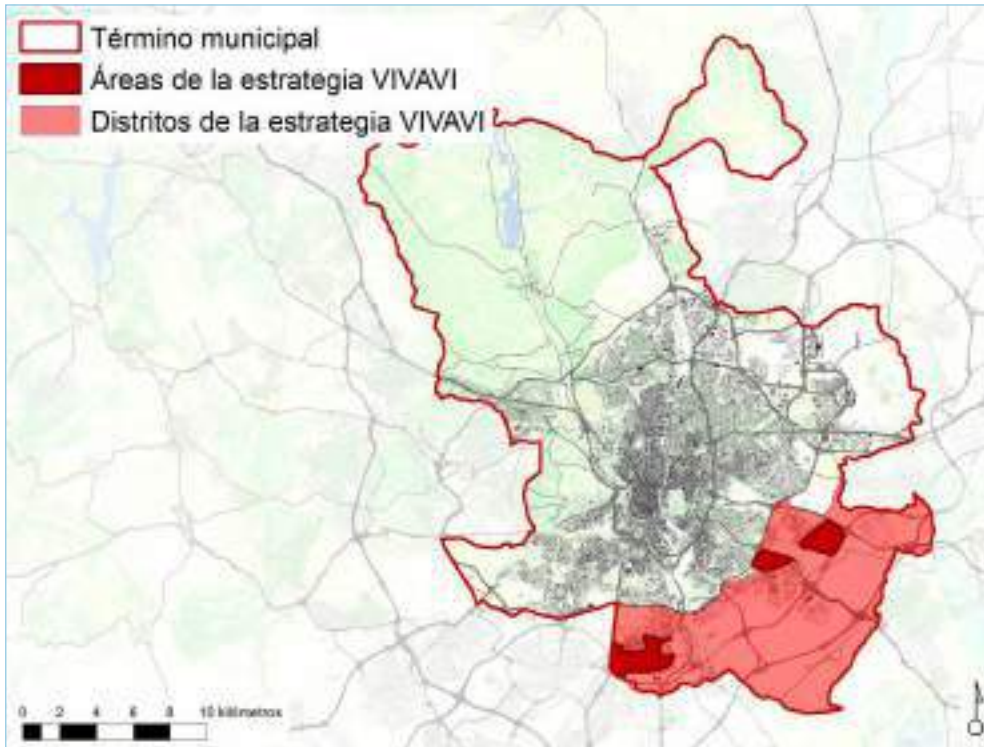 Término municipal
Áreas de la estrategia VIVAVI
Distritos de la estrategia VIVAVI
0 2 4 6 8 10 kilómetros